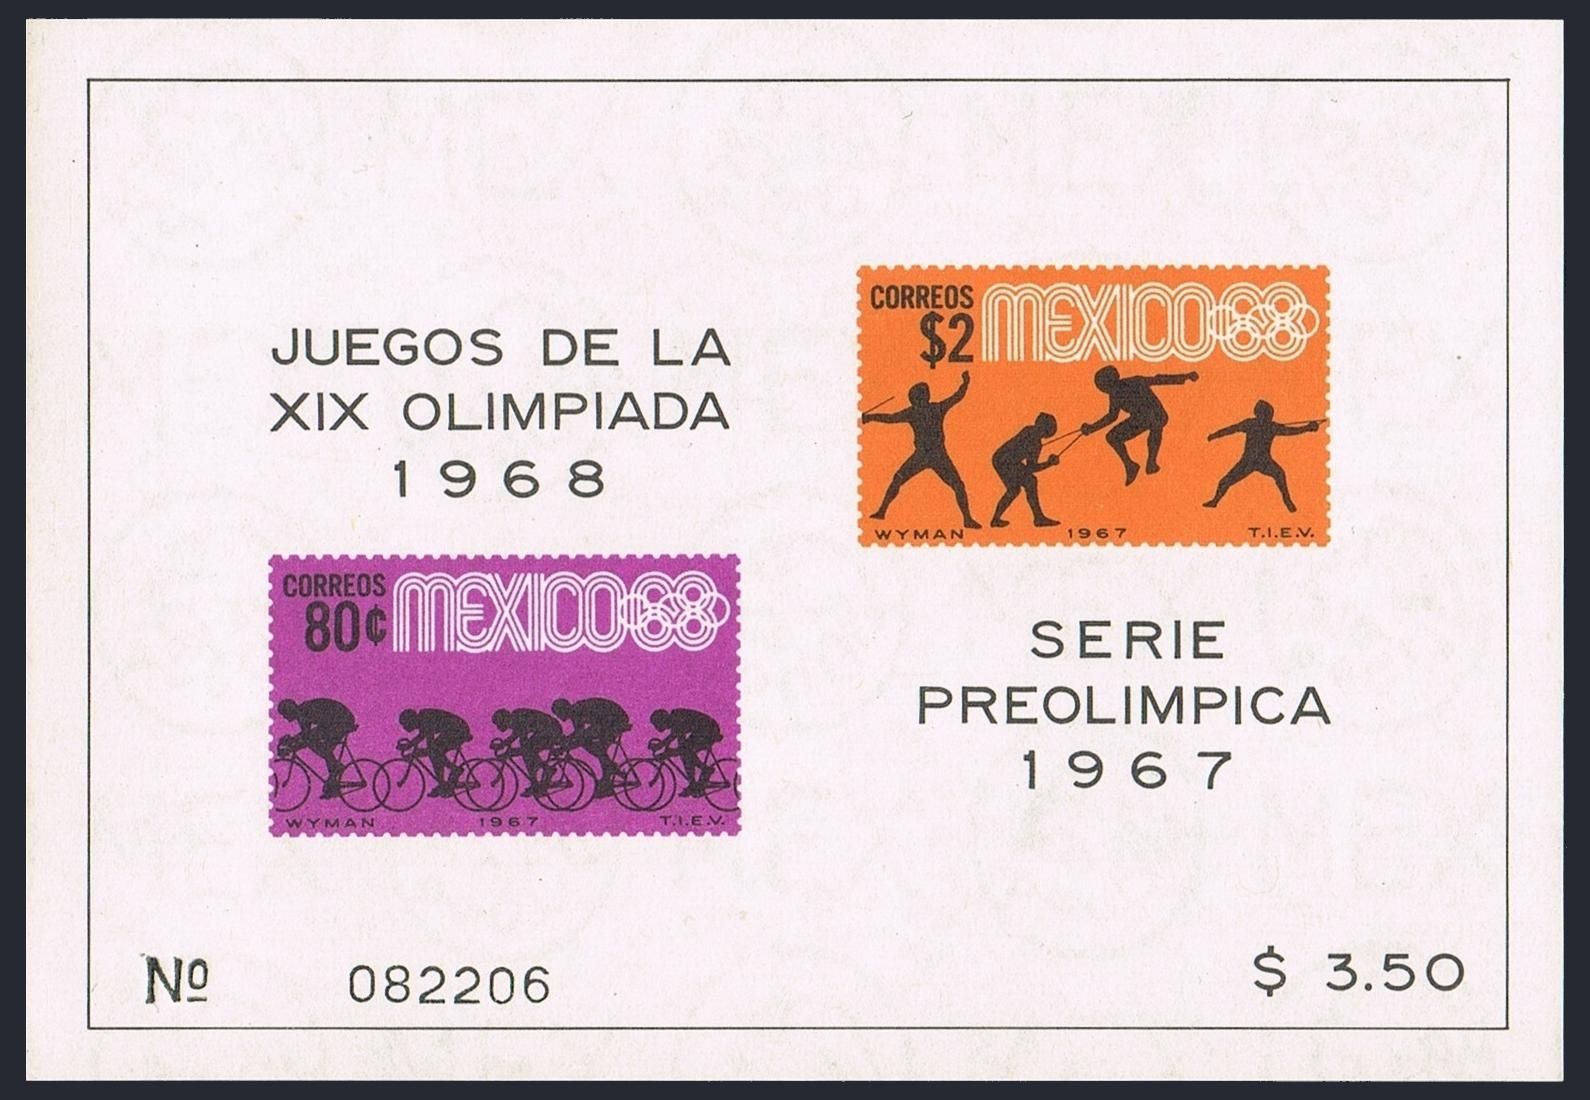 JUEGOS DE LA
XIX OLIMPIADA
1968
CORREOS
$2
MEXICO68
WYMAN 1967 T.I.E.V.
CORREOS
80¢
MEXICO68
WYMAN 1967 T.I.E.V.
SERIE
PREOLIMPICA
1967
Nº 082206
$ 3.50